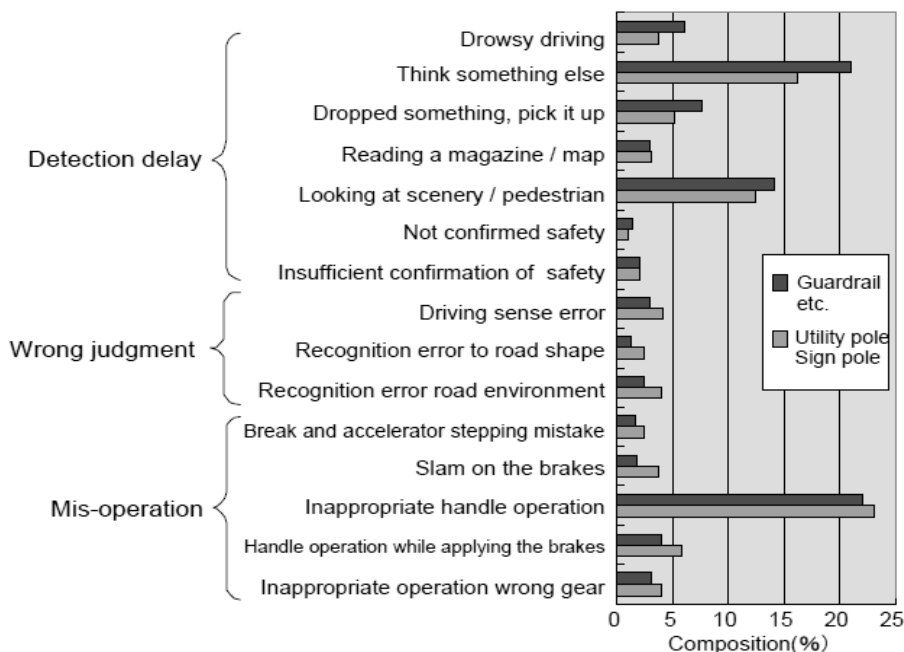 Drowsy driving
Think something else
Dropped something, pick it up
Reading a magazine / map
Looking at scenery / pedestrian
Not confirmed safety
Insufficient confirmation of safety
Detection delay
Driving sense error
Recognition error to road shape
Recognition error road environment
Wrong judgment
Break and accelerator stepping mistake
Slam on the brakes
Inappropriate handle operation
Handle operation while applying the brakes
Inappropriate operation wrong gear
Mis-operation
Guardrail
etc.
Utility pole
Sign pole
0 5 10 15 20 25
Composition(%)